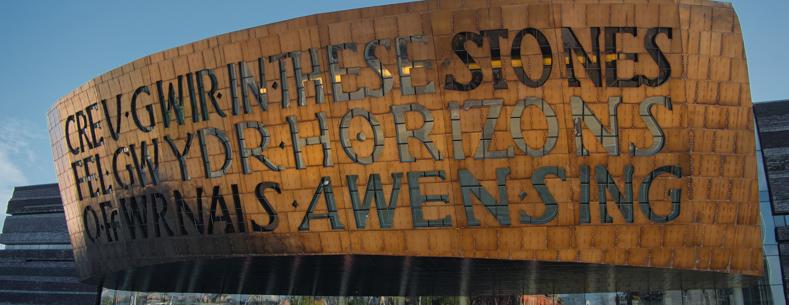 CREV·GWIR·IN·THESE STONES
FEL·GWYDR·HORIZONS
O·FFWRNAIS·AWEN·SING